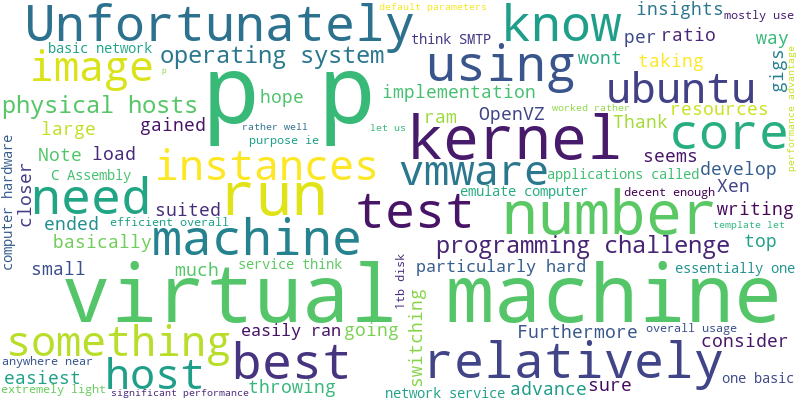 default parameters
Unfortunately
know
insights
mostly use
basic network
operating system
think SMTP
per
ratio
image
using
wont
way
p p
physical hosts
hope
implementation
taking
gigs
performance advantage
ubuntu
large
gained
rather well
let us
ram
OpenVZ
worked rather
Thank
resources
purpose ie
kernel
core
computer hardware
Note
load
instances
vmware
seems
closer
C Assembly
applications called
develop
need
run
emulate computer
decent enough
Xen
suited
test
number
writing
ended
efficient overall
template let
basically
machine
programming challenge
top
small
much
service think
1tb disk
particularly hard
essentially one
virtual machine
switching
something
easily ran
going
Furthermore
overall usage
consider
anywhere near
host
best
relatively
one basic
easiest
extremely light
significant performance
throwing
network service
advance
sure
p